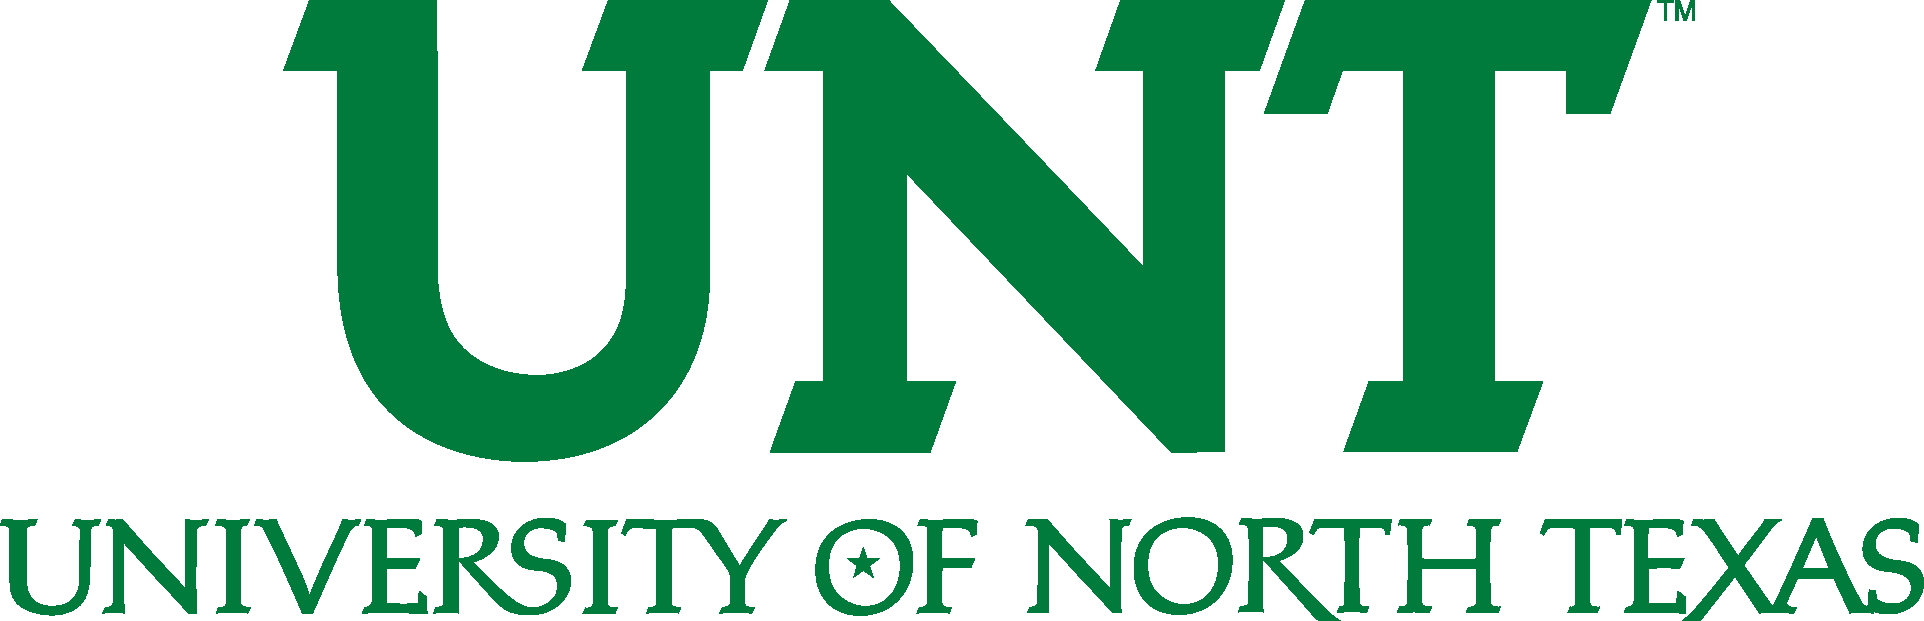 UNT™
UNIVERSITY OF NORTH TEXAS